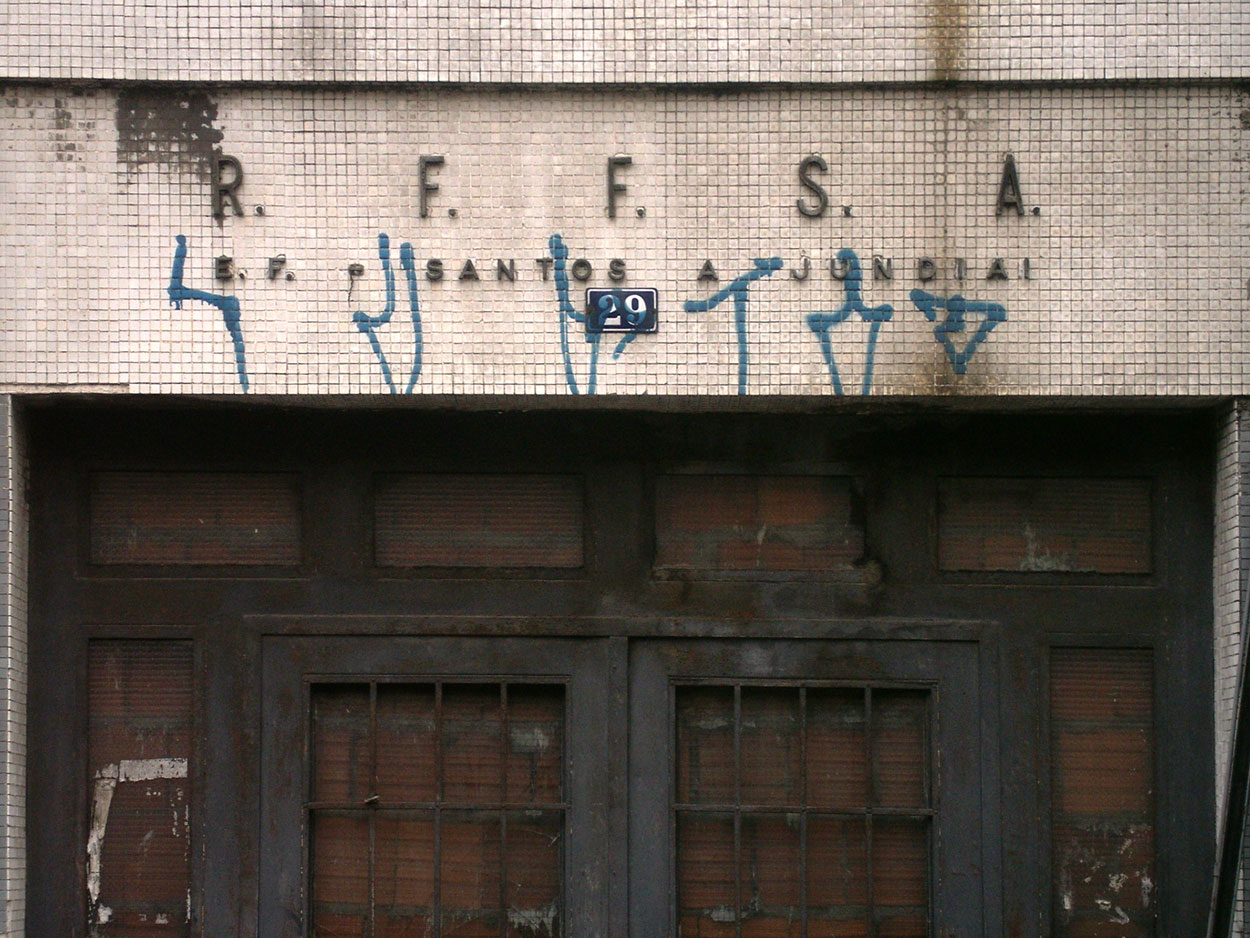 R. F. F. S. A.
E. F. P SANTOS A JUNDIAI
29